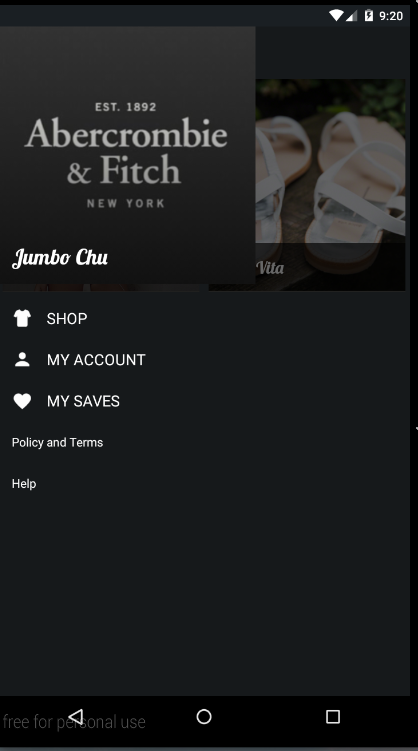 9:20
EST. 1892
Abercrombie
& Fitch
NEW YORK
Jumbo Chu
Vita
SHOP
MY ACCOUNT
MY SAVES
Policy and Terms
Help
free for personal use